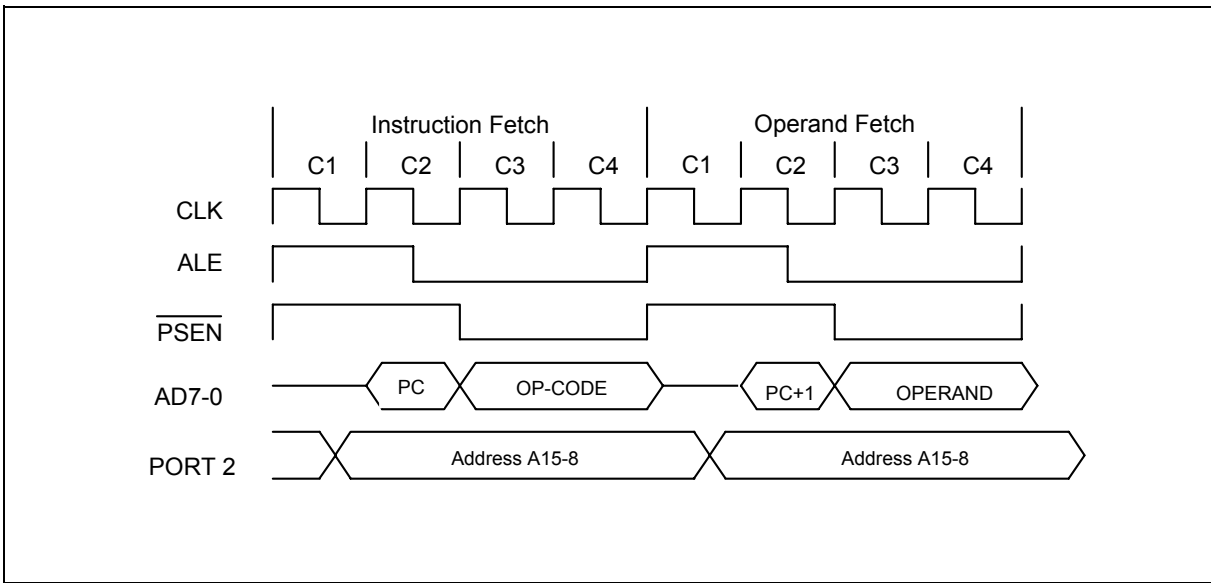 Instruction Fetch Operand Fetch
C1 C2 C3 C4 C1 C2 C3 C4
CLK
ALE
PSEN
AD7-0 PC OP-CODE PC+1 OPERAND
PORT 2 Address A15-8 Address A15-8